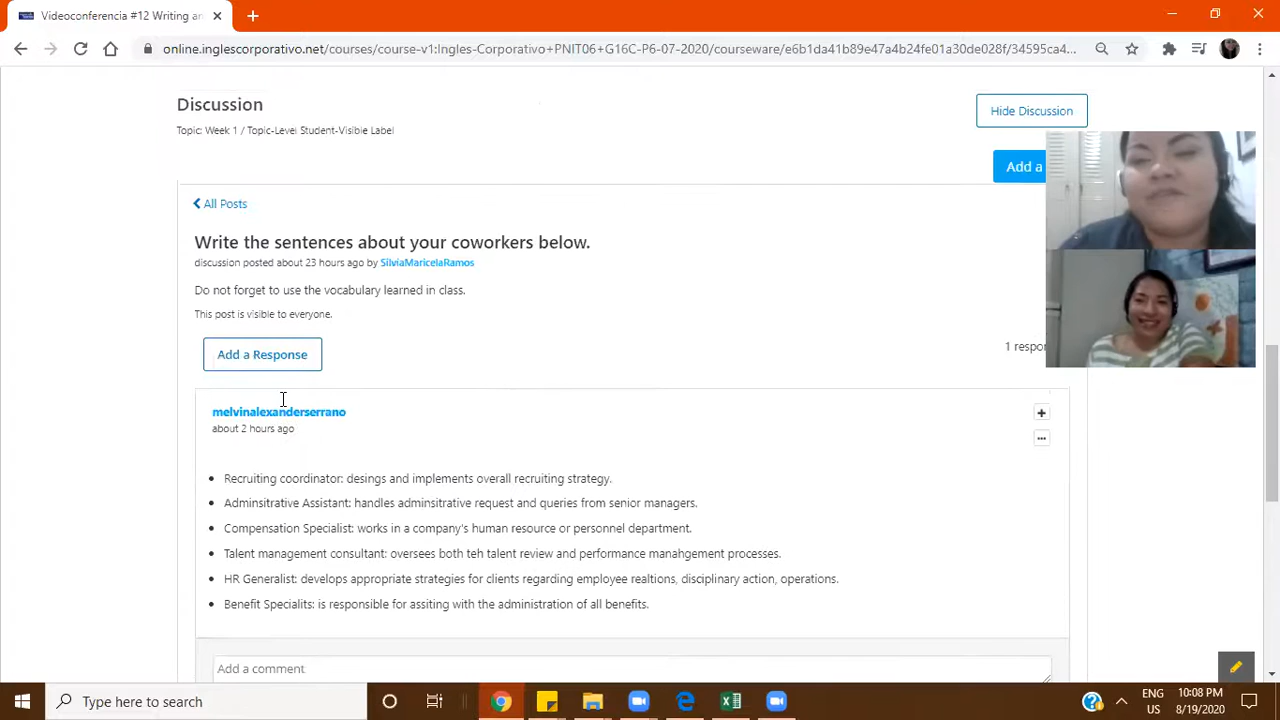 Videoconferencia #12 Writing an
online.inglescorporativo.net/courses/course-v1:Ingles-Corporativo+PNIT06+G16C-P6-07-2020/courseware/e6b1da41b89e47a4b24fe01a30de028f/34595ca4...
Discussion
Hide Discussion
Topic: Week 1 / Topic-Level Student-Visible Label
Add a
All Posts
Write the sentences about your coworkers below.
discussion posted about 23 hours ago by SilviaMaricelaRamos
Do not forget to use the vocabulary learned in class.
This post is visible to everyone.
1 respon
Add a Response
melvinalexanderserrano
about 2 hours ago
Recruiting coordinator: desings and implements overall recruiting strategy.
Adminsitrative Assistant: handles adminsitrative request and queries from senior managers.
Compensation Specialist: works in a company's human resource or personnel department.
Talent management consultant: oversees both teh talent review and performance manahgement processes.
HR Generalist: develops appropriate strategies for clients regarding employee realtions, disciplinary action, operations.
Benefit Specialits: is responsible for assiting with the administration of all benefits.
Add a comment
Type here to search
ENG
US
10:08 PM
8/19/2020